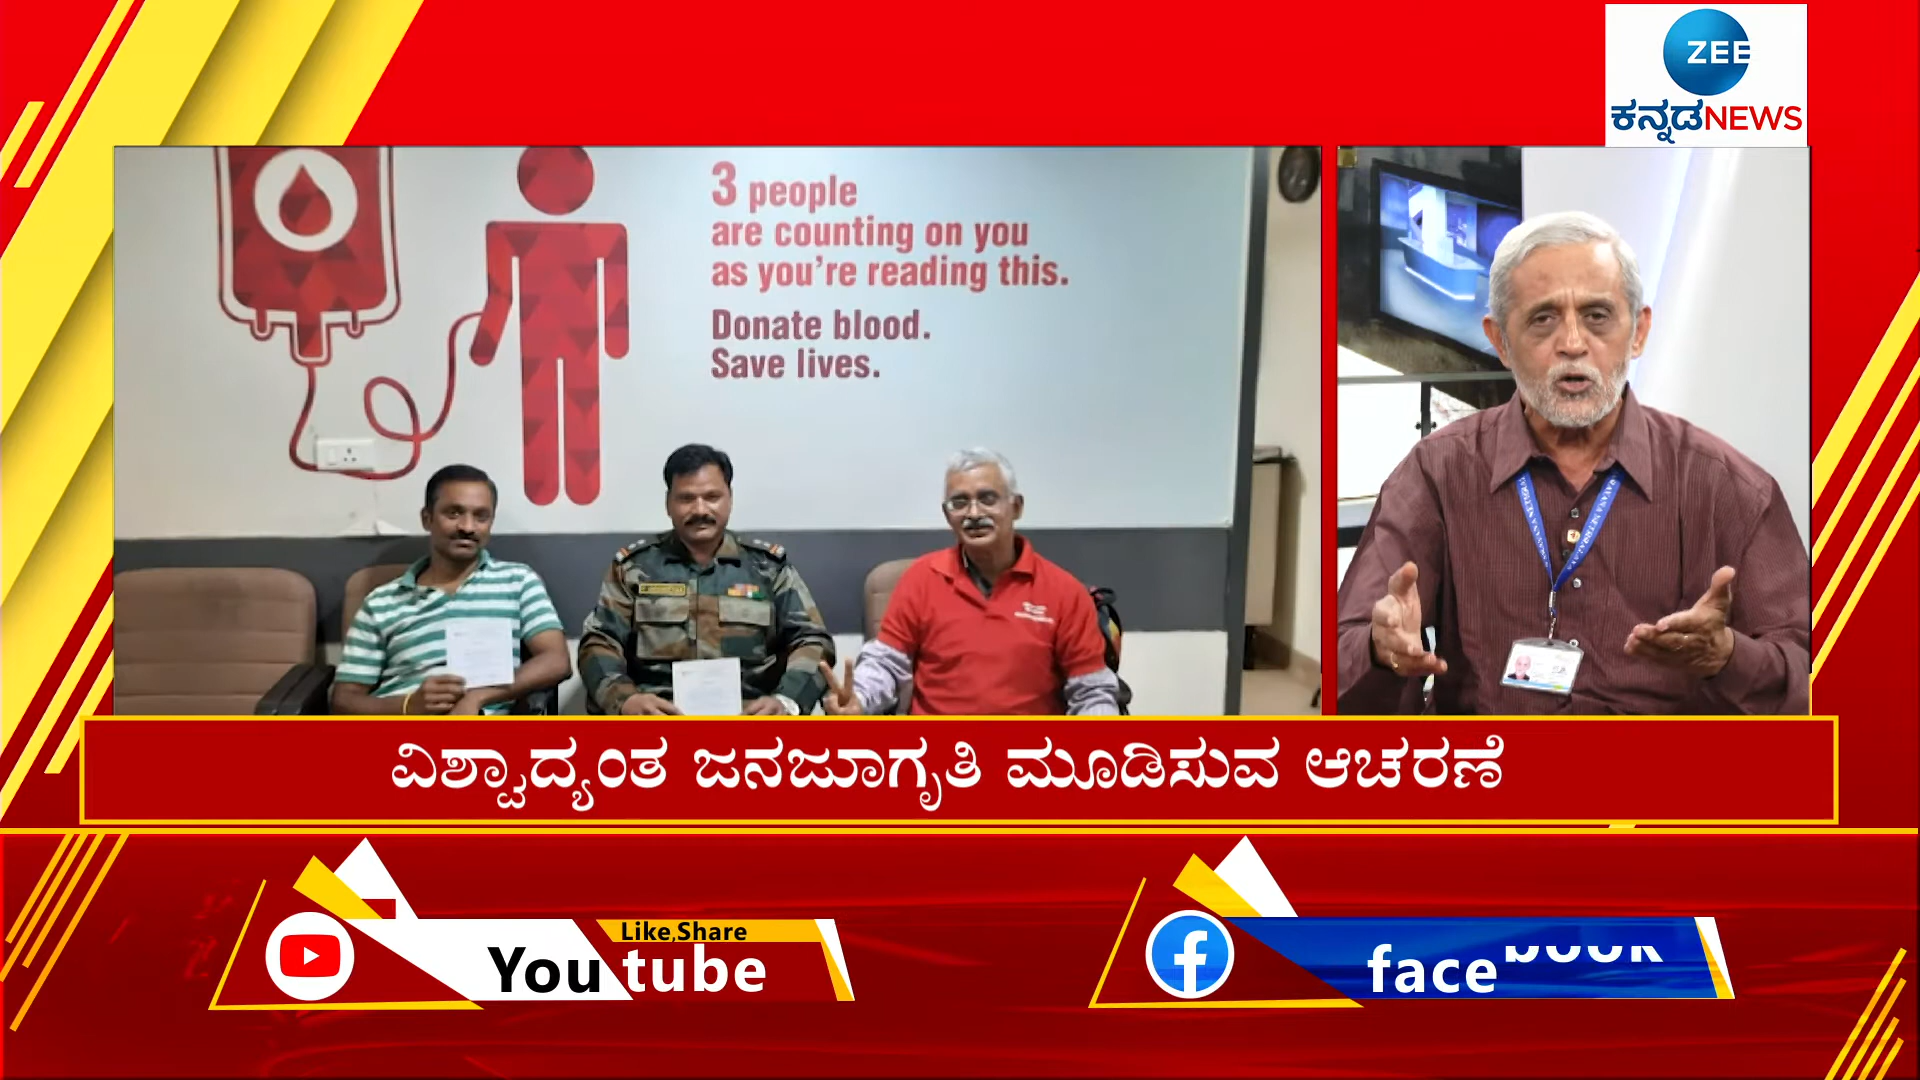 ZEE
ಕನ್ನಡNEWS
3 people
are counting on you
as you're reading this.
Donate blood.
Save lives.
ವಿಶ್ವಾದ್ಯಂತ ಜನಜಾಗೃತಿ ಮೂಡಿಸುವ ಆಚರಣೆ
Like,Share
You tube
facebook